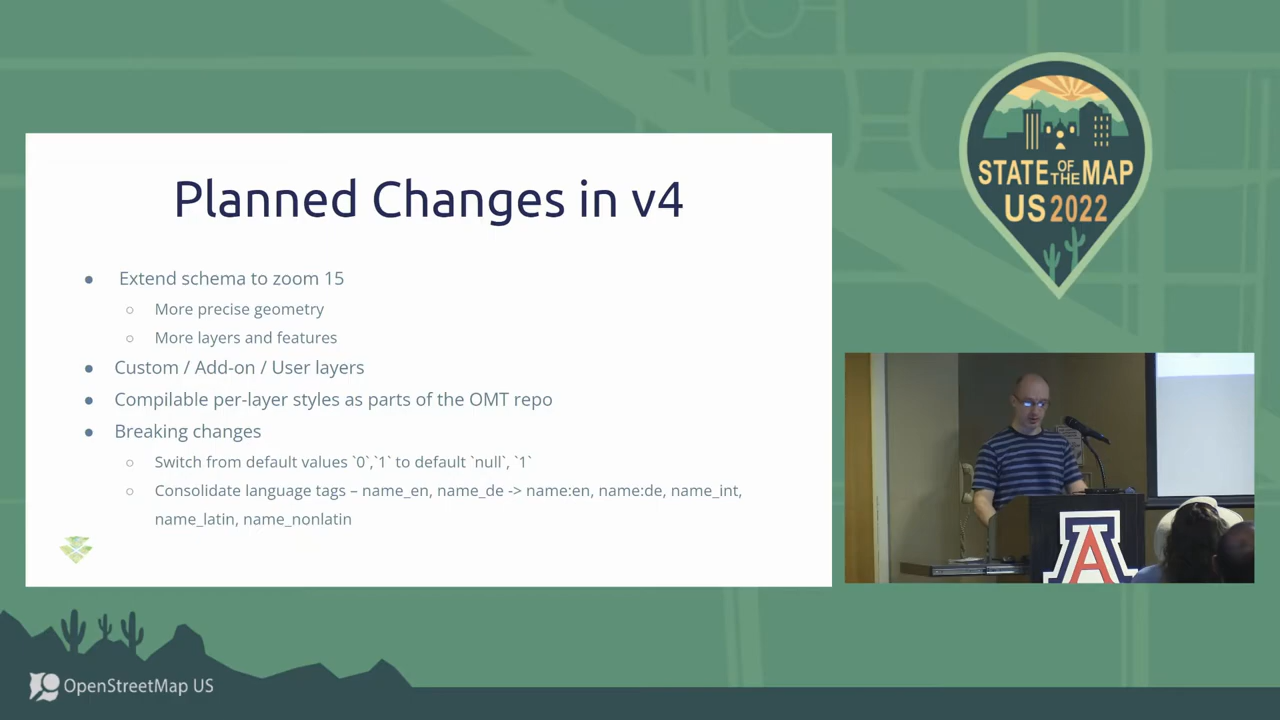 Planned Changes in v4
● Extend schema to zoom 15
○ More precise geometry
○ More layers and features
● Custom / Add-on / User layers
● Compilable per-layer styles as parts of the OMT repo
● Breaking changes
○ Switch from default values `0`,`1` to default `null`, `1`
○ Consolidate language tags – name_en, name_de -> name:en, name:de, name_int,
name_latin, name_nonlatin
STATE OF THE MAP
US 2022
A
OpenStreetMap US